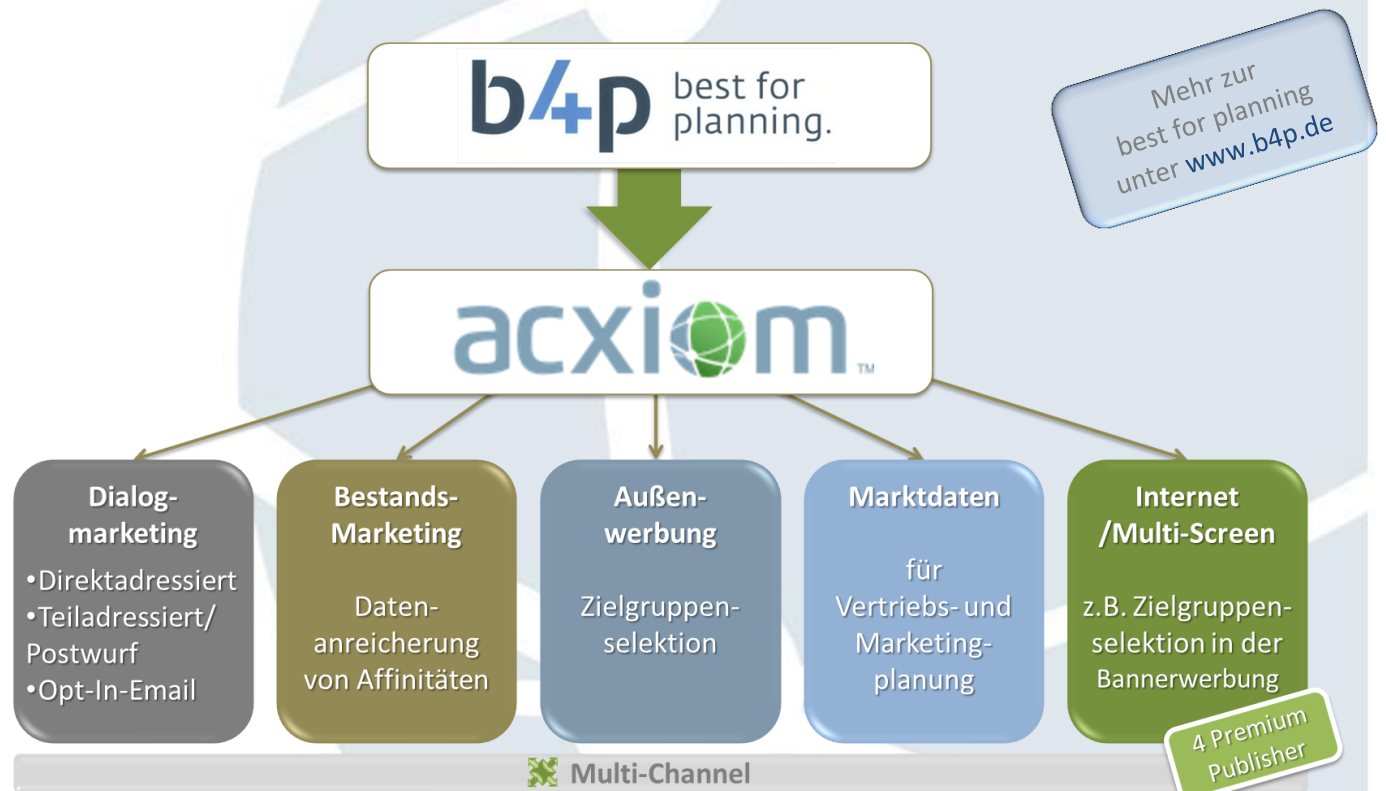 b4p best for
planning.
Mehr zur
best for planning
unter www.b4p.de
acxiom™
Dialog-
marketing
•Direktadressiert
•Teiladressiert/
Postwurf
•Opt-In-Email
Bestands-
Marketing
Daten-
anreicherung
von Affinitäten
Außen-
werbung
Zielgruppen-
selektion
Marktdaten
für
Vertriebs- und
Marketing-
planung
Internet
/Multi-Screen
z.B. Zielgruppen-
selektion in der
Bannerwerbung
4 Premium
Publisher
Multi-Channel